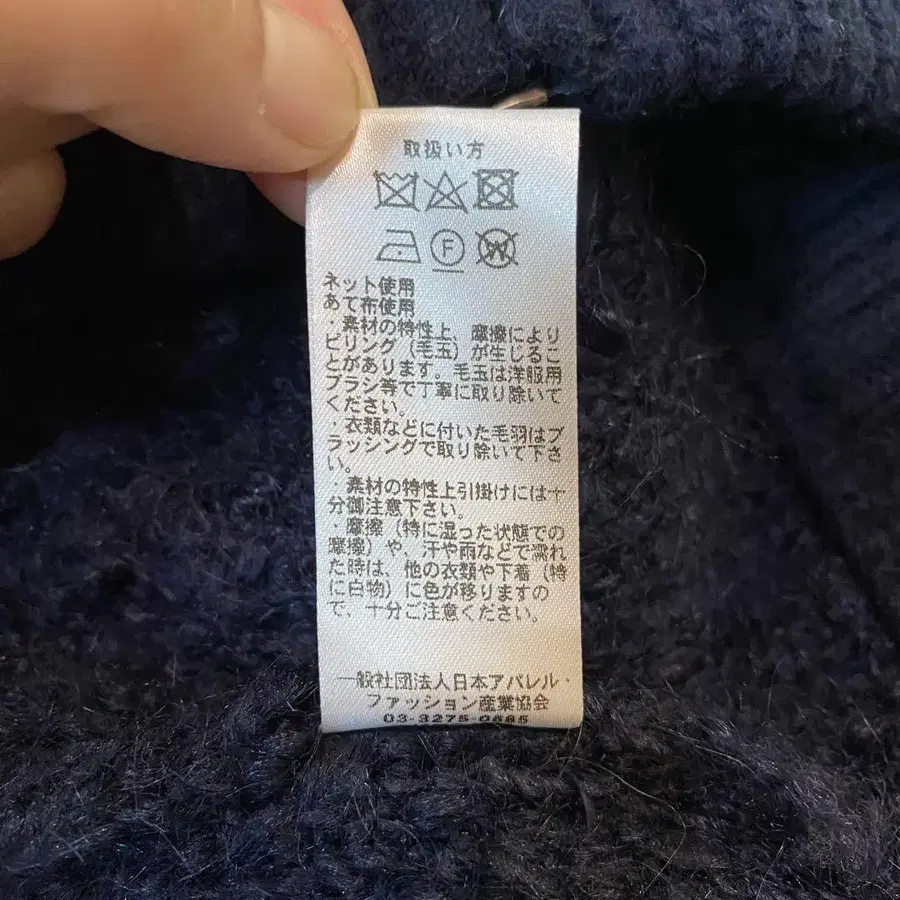 取扱い方
F W
ネット使用
あて布使用
・素材の特性上、摩擦により
ピリング（毛玉）が生じるこ
とがあります。毛玉は洋服用
ブラシ等で丁寧に取り除いて
ください。
・衣類などに付いた毛羽はブ
ラッシングで取り除いて下さ
い。
・素材の特性上引掛けには十
分御注意下さい。
・摩擦（特に湿った状態での
摩擦）や、汗や雨などで濡れ
た時は、他の衣類や下着（特
に白物）に色が移りますの
で、十分ご注意ください。
一般社団法人日本アパレル・
ファッション産業協会
03-3275-0665